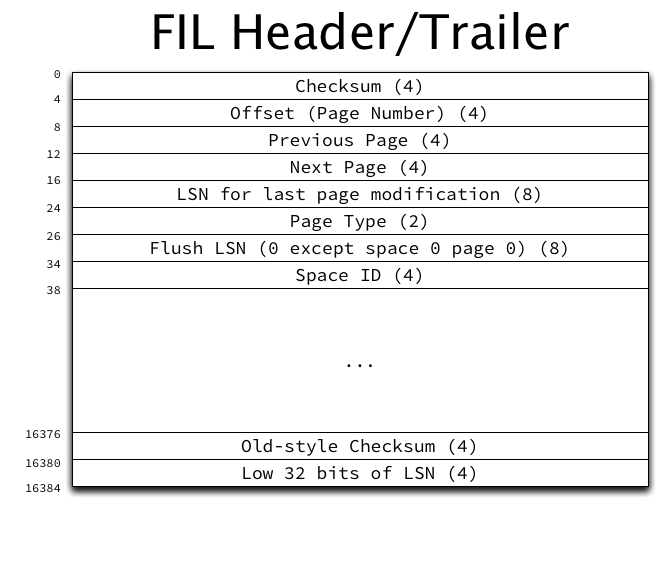 FIL Header/Trailer
0
Checksum (4)
4
Offset (Page Number) (4)
8
Previous Page (4)
12
Next Page (4)
16
LSN for last page modification (8)
24
Page Type (2)
26
Flush LSN (0 except space 0 page 0) (8)
34
Space ID (4)
38
...
16376
Old-style Checksum (4)
16380
Low 32 bits of LSN (4)
16384